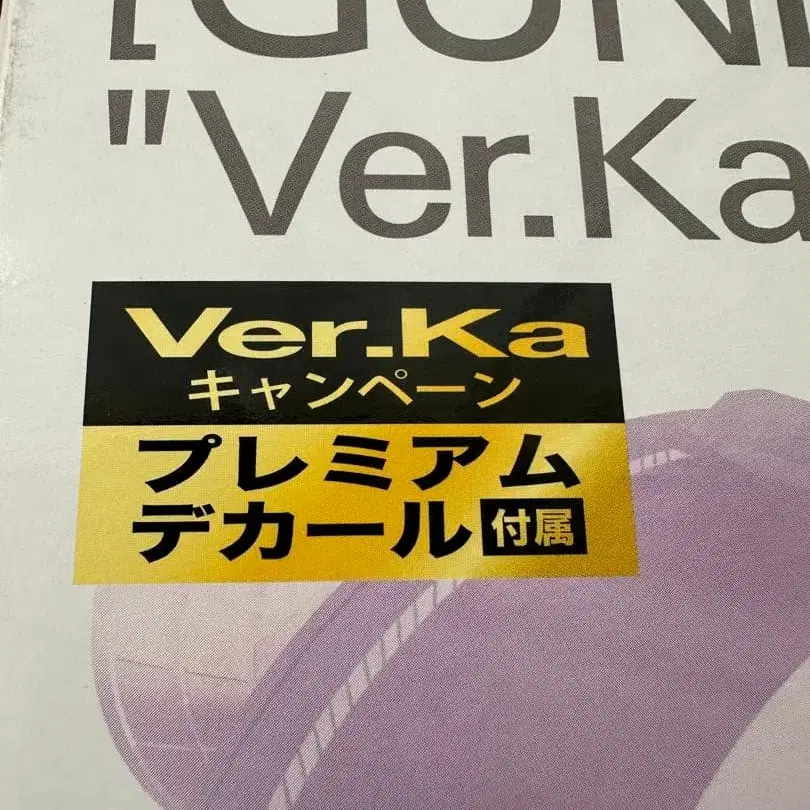 [GUN
"Ver.Ka
Ver.Ka
キャンペーン
プレミアム
デカール 付属